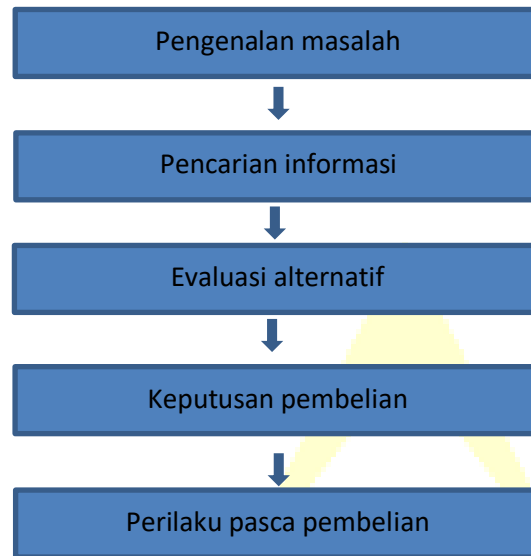 Pengenalan masalah
Pencarian informasi
Evaluasi alternatif
Keputusan pembelian
Perilaku pasca pembelian